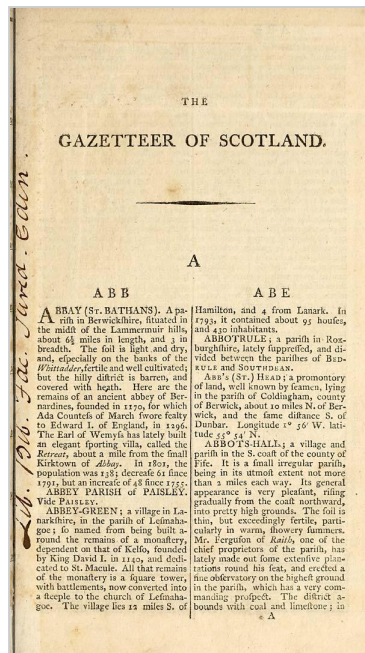 THE
GAZETTEER OF SCOTLAND.
A
ABB
ABBAY (ST. BATHANS). A pa-
riſh in Berwickſhire, ſituated in
the midſt of the Lammermuir hills,
about 6½ miles in length, and 3 in
breadth. The ſoil is light and dry,
and, eſpecially on the banks of the
Whittader, fertile and well cultivated;
but the hilly diſtrict is barren, and
covered with heath. Here are the
remains of an ancient abbey of Ber-
nardines, founded in 1170, for which
Ada Counteſs of March ſwore fealty
to Edward I. of England, in 1296.
The Earl of Wemyſs has lately built
an elegant ſporting villa, called the
Retreat, about a mile from the ſmall
Kirktown of Abbay. In 1801, the
population was 138; decreaſe 61 ſince
1791, but an increaſe of 48 ſince 1755.
ABBEY PARISH of PAISLEY.
Vide PAISLEY.
ABBEY-GREEN; a village in La-
narkſhire, in the pariſh of Leſmaha-
goe; ſo named from being built a-
round the remains of a monaſtery,
dependent on that of Kelſo, founded
by King David I. in 1140, and dedi-
cated to St. Macule. All that remains
of the monaſtery is a ſquare tower,
with battlements, now converted into
a ſteeple to the church of Leſmaha-
goe. The village lies 12 miles S. of
ABE
Hamilton, and 4 from Lanark. In
1793, it contained about 95 houſes,
and 430 inhabitants.
ABBOTRULE; a pariſh in Rox-
burghſhire, lately ſuppreſſed, and di-
vided between the pariſhes of BED-
RULE and SOUTHDEAN.
ABB'S (ST.) HEAD; a promontory
of land, well known by ſeamen, lying
in the pariſh of Coldingham, county
of Berwick, about 10 miles N. of Ber-
wick, and the ſame diſtance S. of
Dunbar. Longitude 1° 56′ W. lati-
tude 55° 54′ N.
ABBOTS-HALL; a village and
pariſh in the S. coaſt of the county of
Fife. It is a ſmall irregular pariſh,
being in its utmoſt extent not more
than 2 miles each way. Its general
appearance is very pleaſant, riſing
gradually from the coaſt northward,
into pretty high grounds. The ſoil is
thin, but exceedingly fertile, parti-
cularly in warm, ſhowery ſummers.
Mr. Ferguſon of Raith, one of the
chief proprietors of the pariſh, has
lately made out ſome extenſive plan-
tations round his ſeat, and erected a
fine obſervatory on the higheſt ground
in the pariſh, which has a very com-
manding proſpect. The diſtrict a-
bounds with coal and limeſtone; in
A
Lib. 1916. Fac. Jurid. Edin.